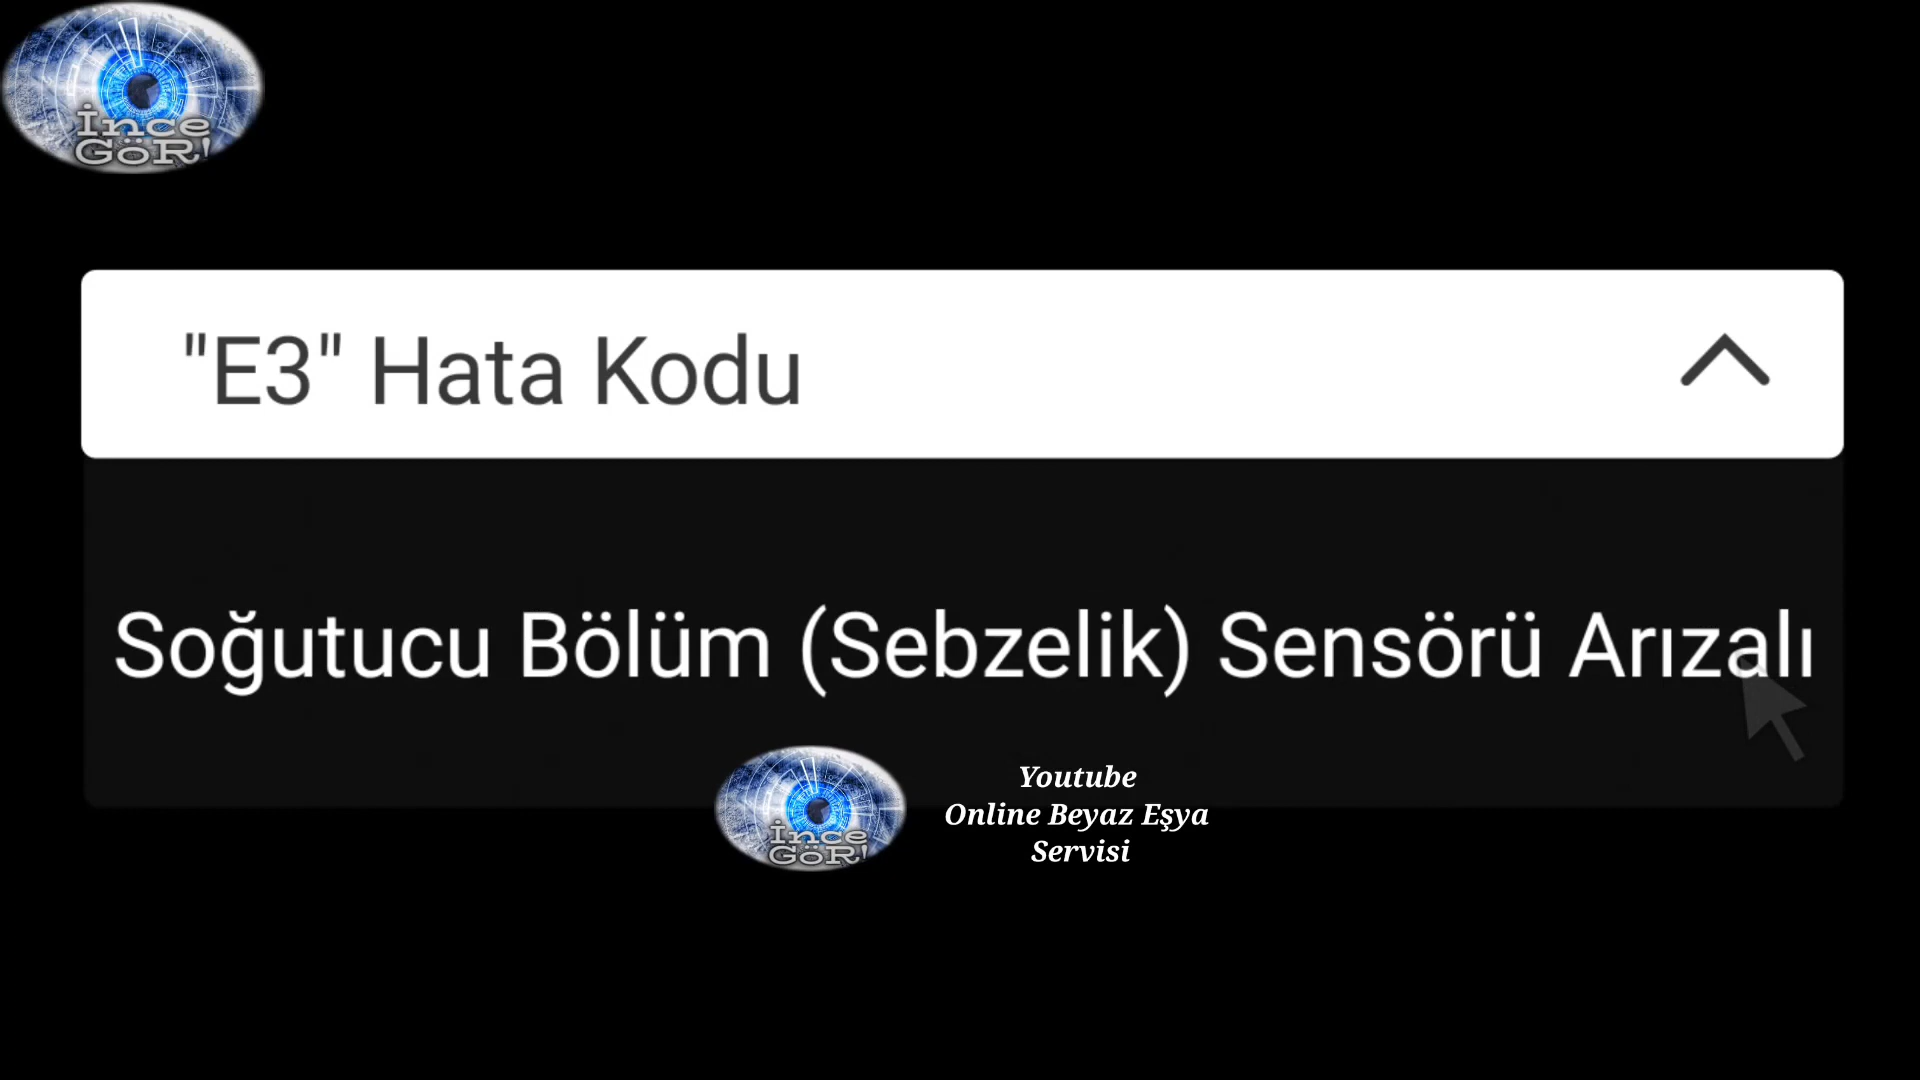 İnce
GöR!
"E3" Hata Kodu
Soğutucu Bölüm (Sebzelik) Sensörü Arızalı
İnce
GöR!
Youtube
Online Beyaz Eşya
Servisi